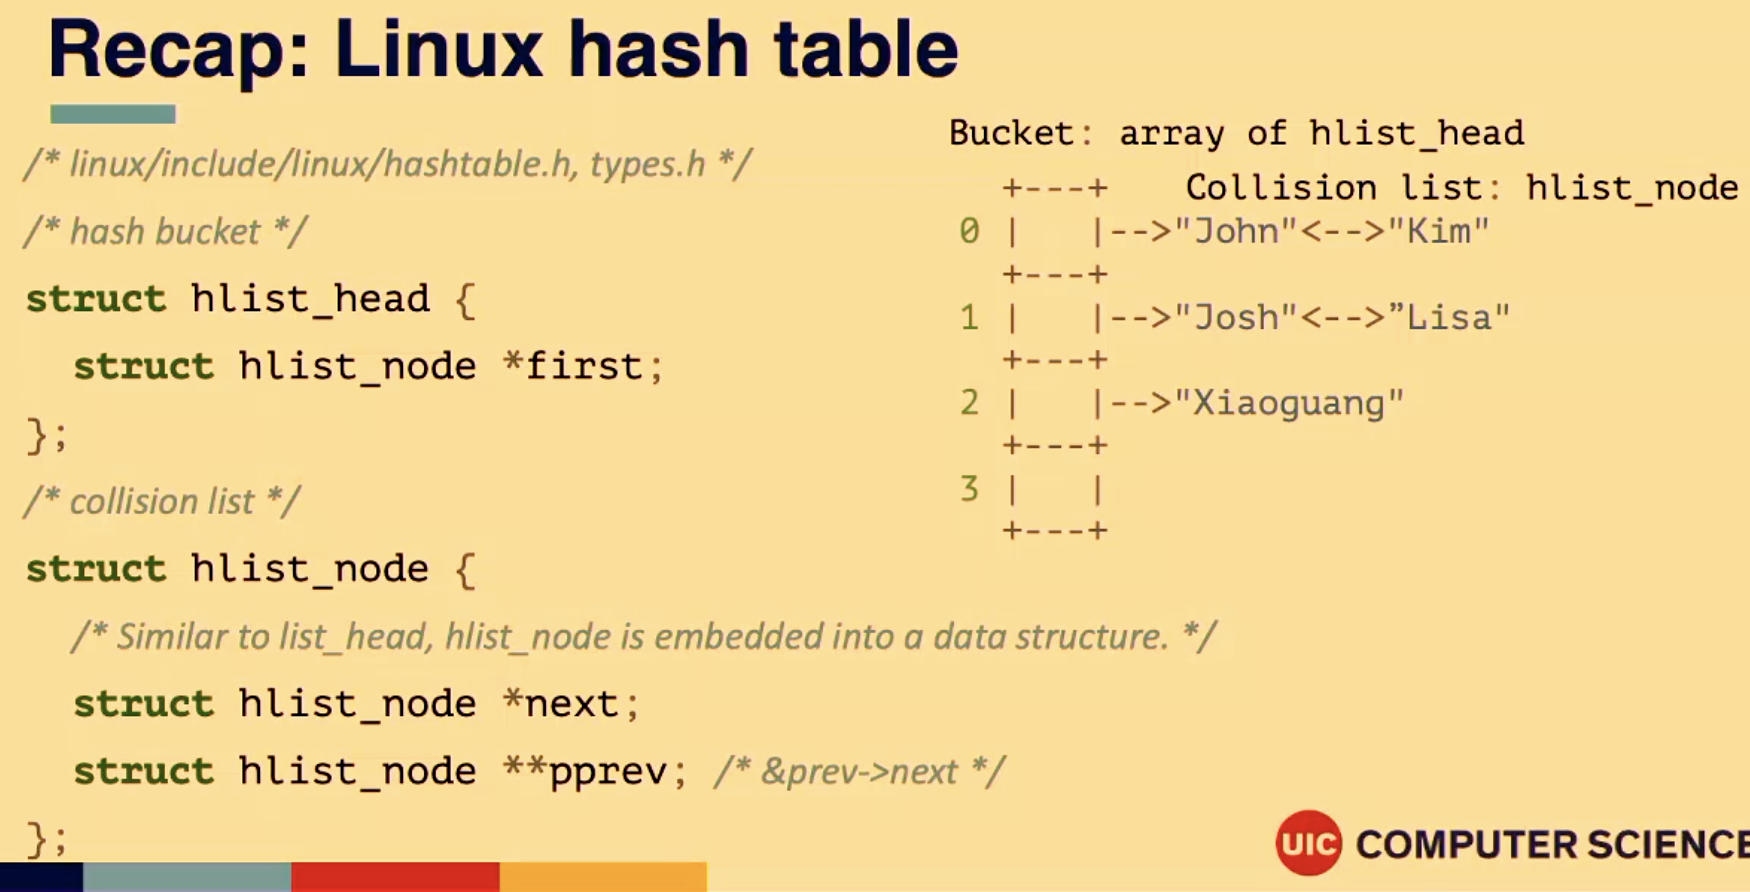 Recap: Linux hash table
/* linux/include/linux/hashtable.h, types.h */
/* hash bucket */
struct hlist_head {
struct hlist_node *first;
};
/* collision list */
struct hlist_node {
/* Similar to list_head, hlist_node is embedded into a data structure. */
struct hlist_node *next;
struct hlist_node **pprev; /* &prev->next */
};
Bucket: array of hlist_head
+---+ Collision list: hlist_node
0 | |-->"John"<-->"Kim"
+---+
1 | |-->"Josh"<-->”Lisa"
+---+
2 | |-->"Xiaoguang"
+---+
3 | |
+---+
UIC COMPUTER SCIENCE